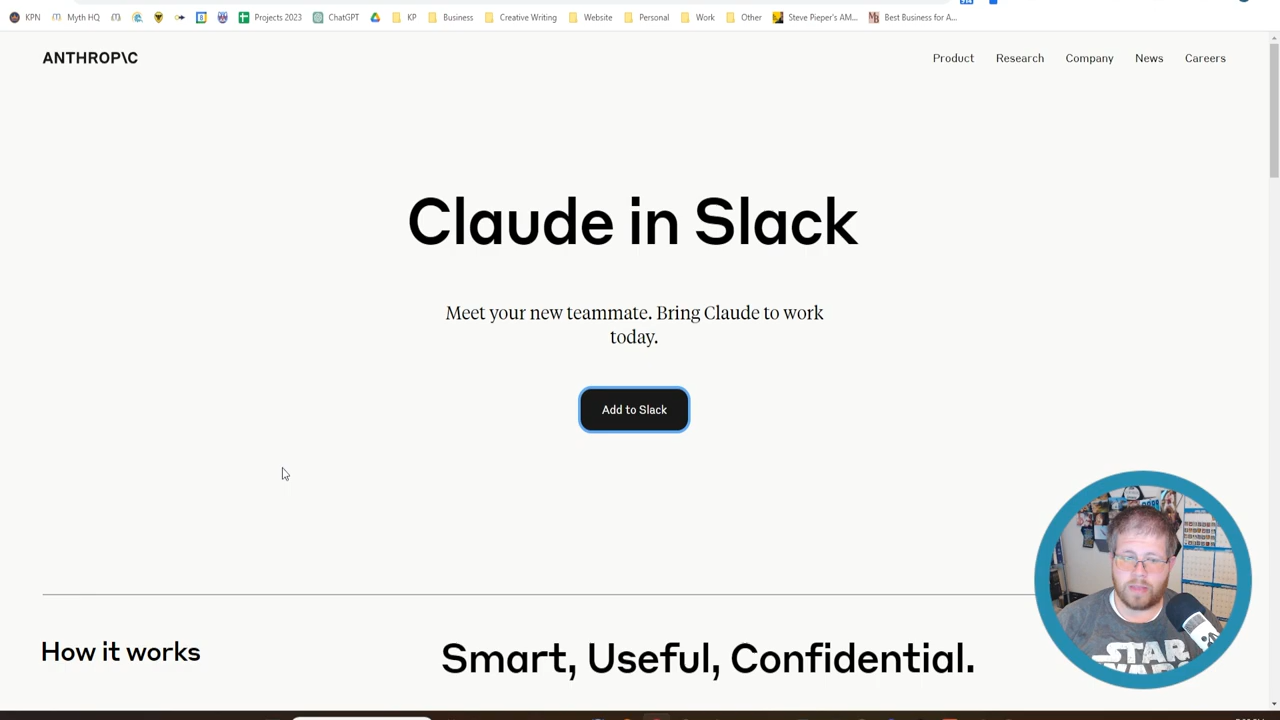 KPN Myth HQ Projects 2023 ChatGPT KP Business Creative Writing Website Personal Work Other Steve Pieper's AM... Best Business for A...
ANTHROP\C
Product Research Company News Careers
Claude in Slack
Meet your new teammate. Bring Claude to work
today.
Add to Slack
How it works
Smart, Useful, Confidential.
STAR
WARS